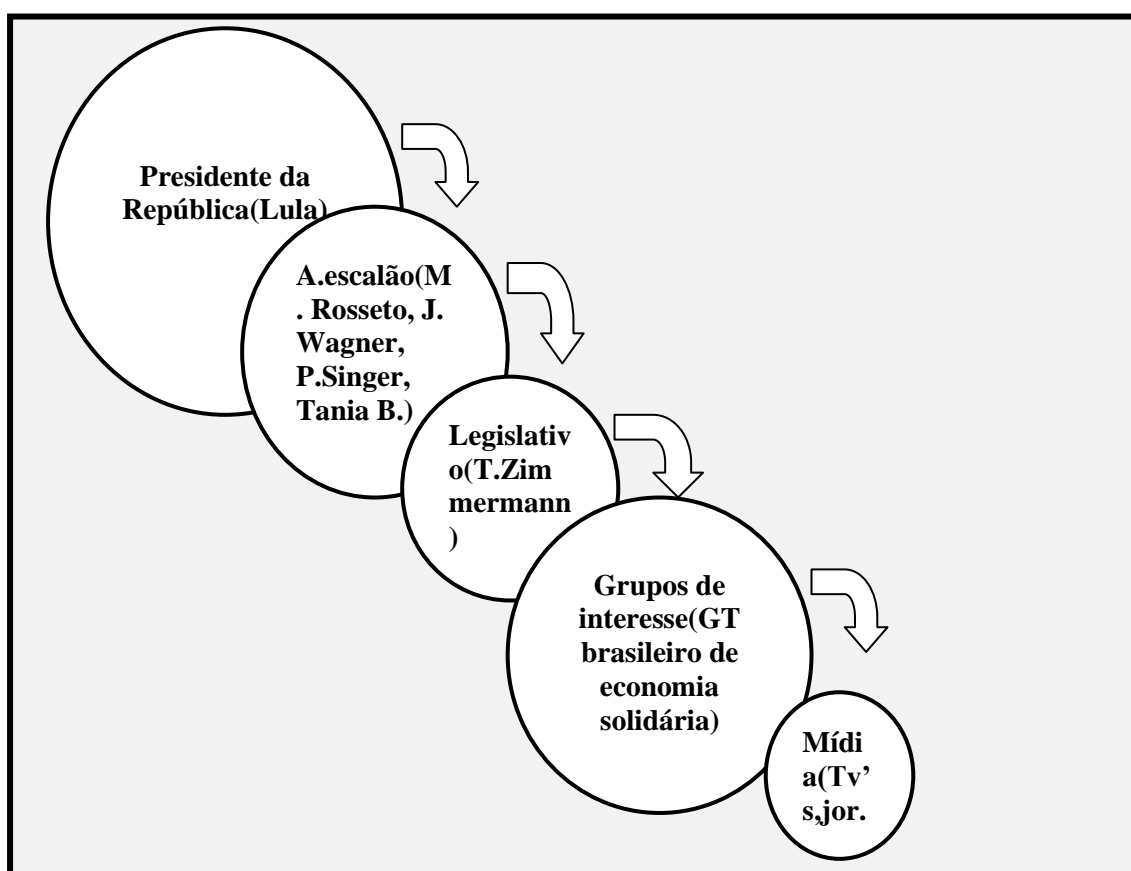 Presidente da
República(Lula)
A.escalão(M
. Rosseto, J.
Wagner,
P.Singer,
Tania B.)
Legislativ
o(T.Zim
mermann
)
Grupos de
interesse(GT
brasileiro de
economia
solidária)
Mídi
a(Tv’
s,jor.